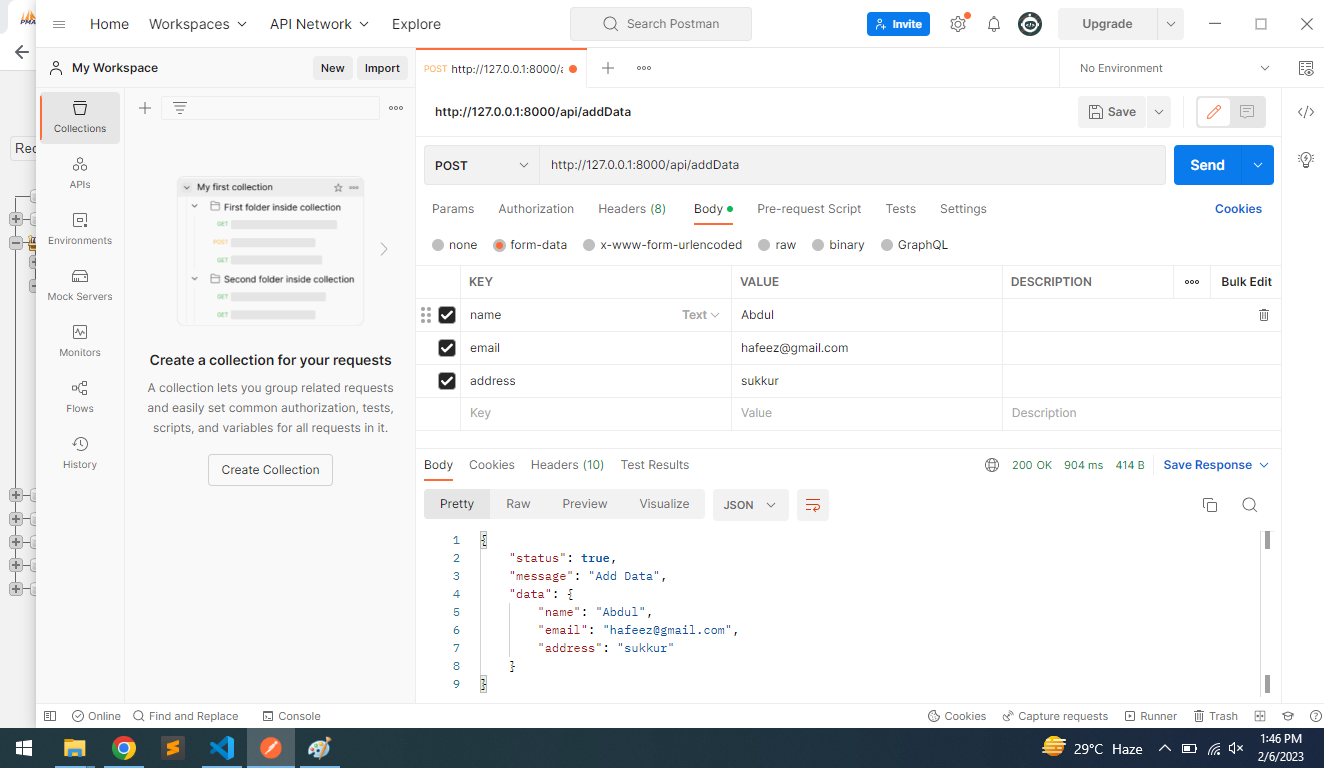 PMA
Home Workspaces API Network Explore Search Postman Invite Upgrade
My Workspace New Import POST http://127.0.0.1:8000/a No Environment
Collections
http://127.0.0.1:8000/api/addData Save
Rec
POST http://127.0.0.1:8000/api/addData Send
APIs
Params Authorization Headers (8) Body Pre-request Script Tests Settings Cookies
My first collection
First folder inside collection
GET
POST
GET
Second folder inside collection
GET
GET
Environments
none form-data x-www-form-urlencoded raw binary GraphQL
KEY VALUE DESCRIPTION Bulk Edit
Mock Servers
name Text Abdul
Monitors
email hafeez@gmail.com
address sukkur
Key Value Description
Create a collection for your requests
A collection lets you group related requests
and easily set common authorization, tests,
scripts, and variables for all requests in it.
Create Collection
Flows
History
Body Cookies Headers (10) Test Results 200 OK 904 ms 414 B Save Response
Pretty Raw Preview Visualize JSON
1 {
2 "status": true,
3 "message": "Add Data",
4 "data": {
5 "name": "Abdul",
6 "email": "hafeez@gmail.com",
7 "address": "sukkur"
8 }
9 }
Online Find and Replace Console Cookies Capture requests Runner Trash
29°C Haze 1:46 PM
2/6/2023